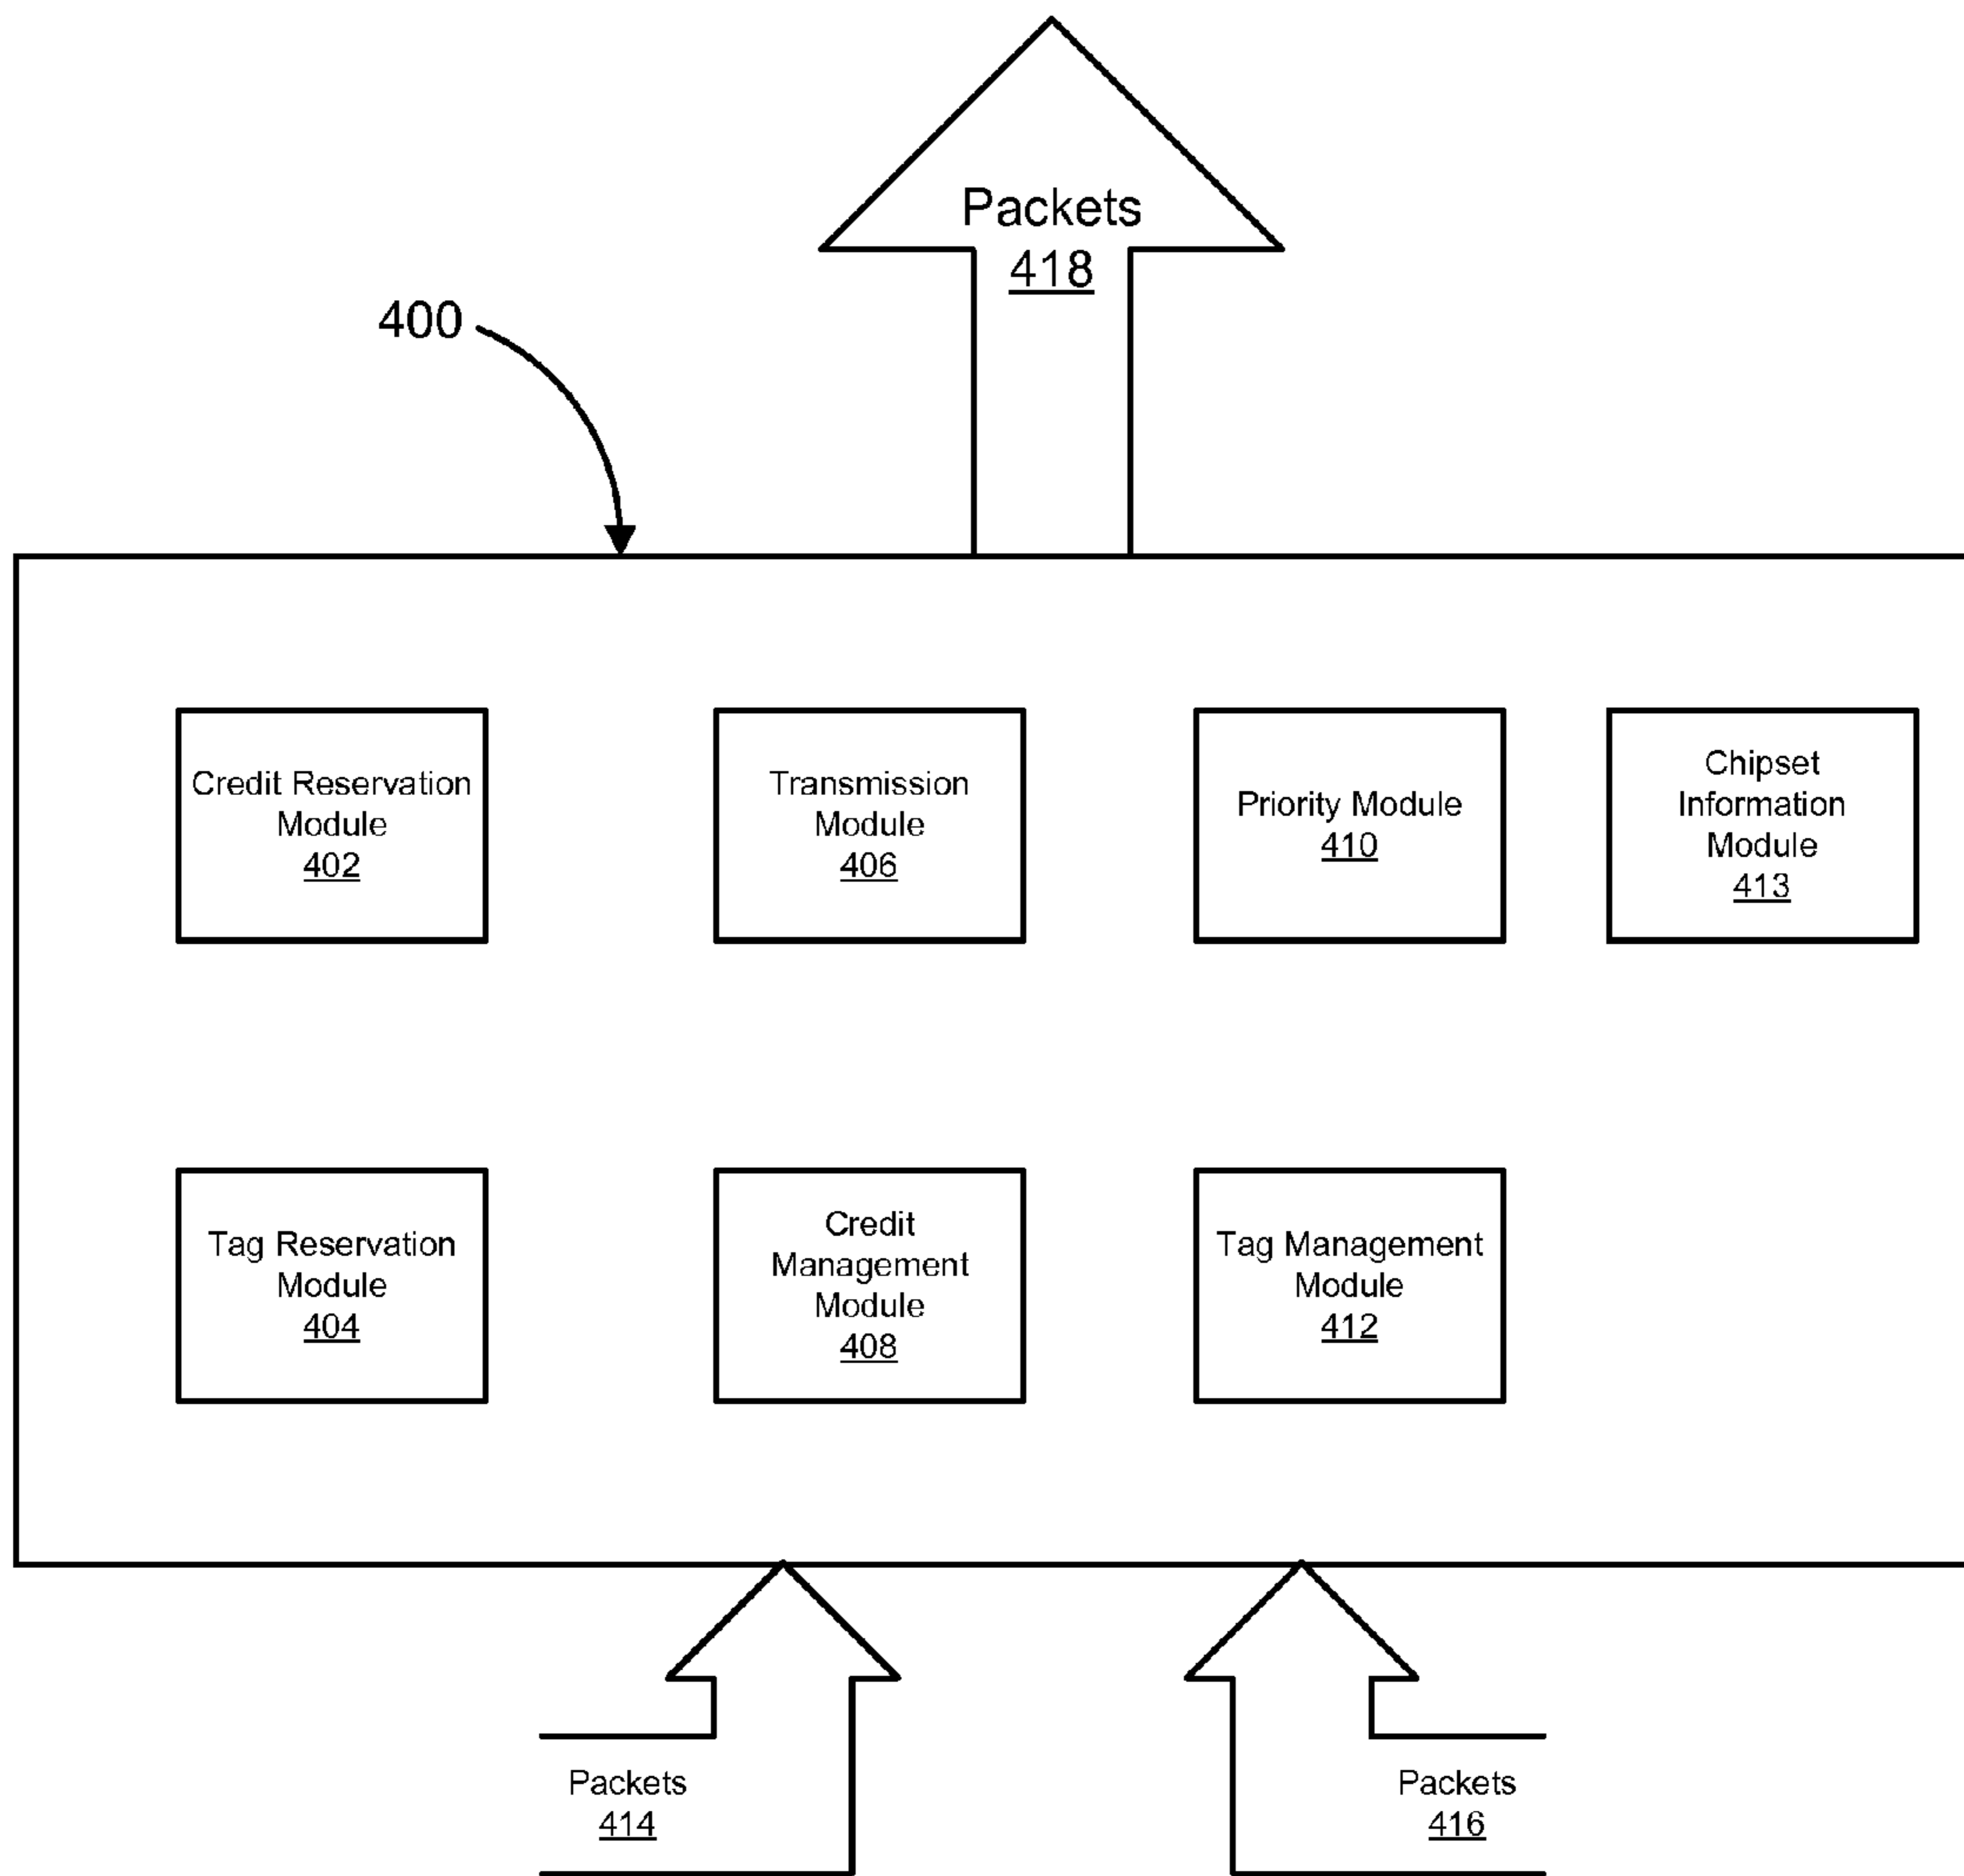 Packets
418
400
Credit Reservation
Module
402
Transmission
Module
406
Priority Module
410
Chipset
Information
Module
413
Tag Reservation
Module
404
Credit
Management
Module
408
Tag Management
Module
412
Packets
414
Packets
416